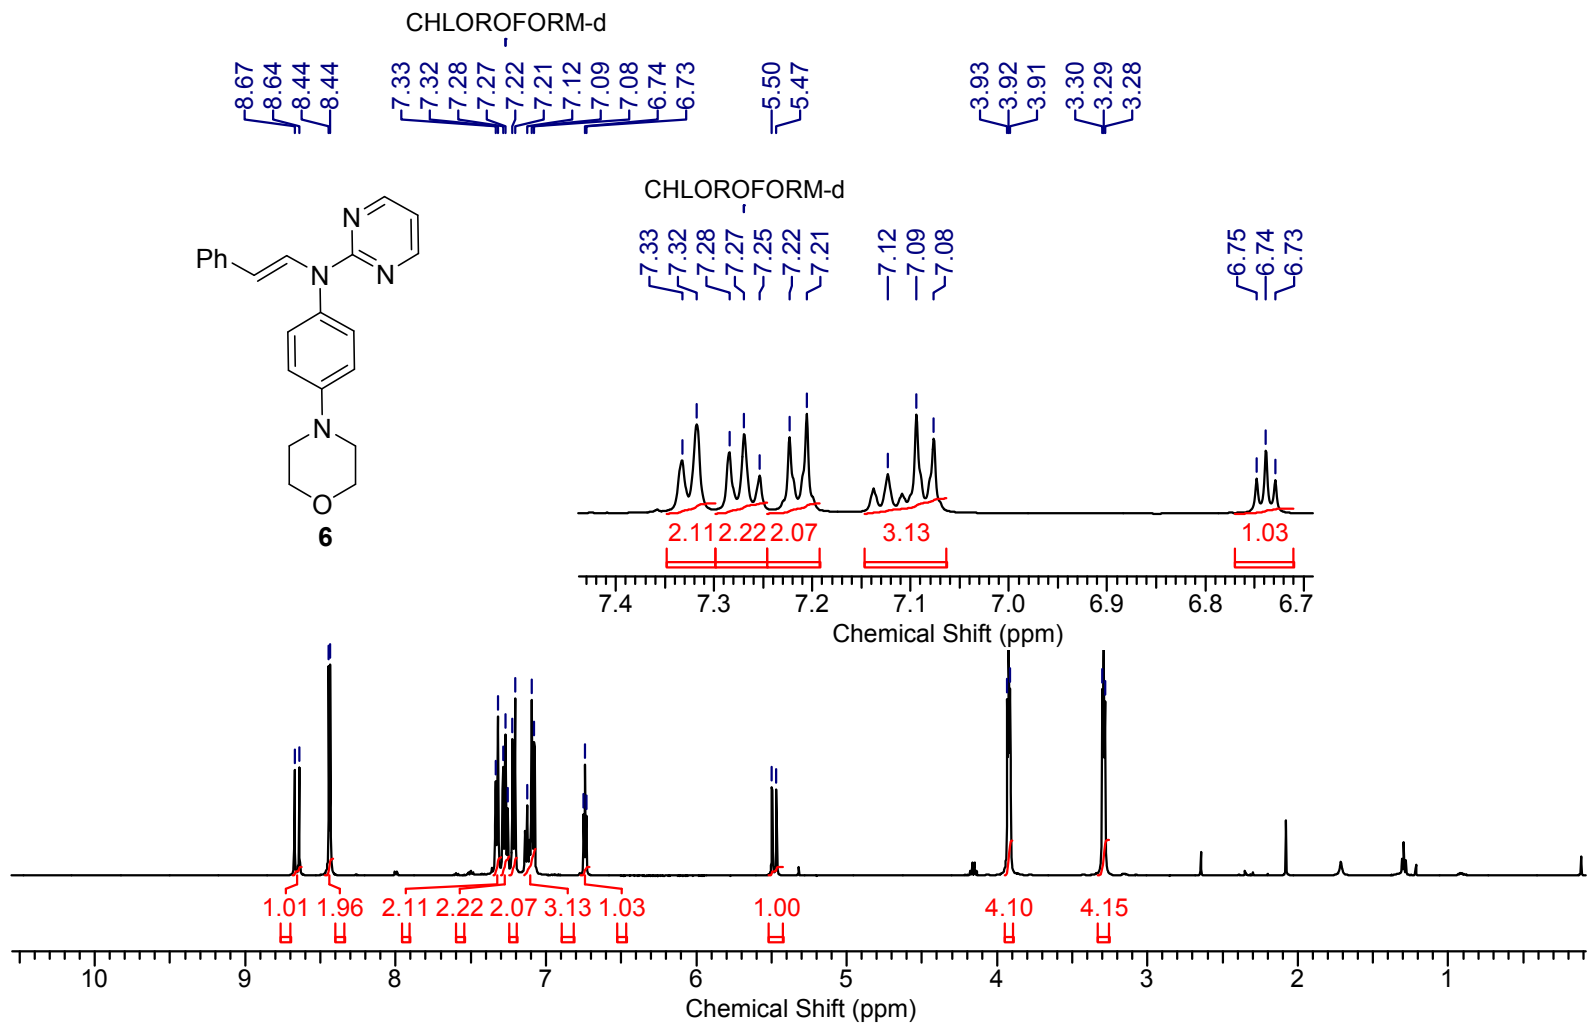 CHLOROFORM-d
8.67 8.64 8.44 8.44 7.33 7.32 7.28 7.27 7.22 7.21 7.12 7.09 7.08 6.74 6.73 5.50 5.47 3.93 3.92 3.91 3.30 3.29 3.28
CHLOROFORM-d
7.33 7.32 7.28 7.27 7.25 7.22 7.21 7.12 7.09 7.08 6.75 6.74 6.73
N
Ph
N
N
N
O
6
2.11 2.22 2.07 3.13 1.03
7.4 7.3 7.2 7.1 7.0 6.9 6.8 6.7
Chemical Shift (ppm)
1.01 1.96 2.11 2.22 2.07 3.13 1.03 1.00 4.10 4.15
10 9 8 7 6 5 4 3 2 1
Chemical Shift (ppm)